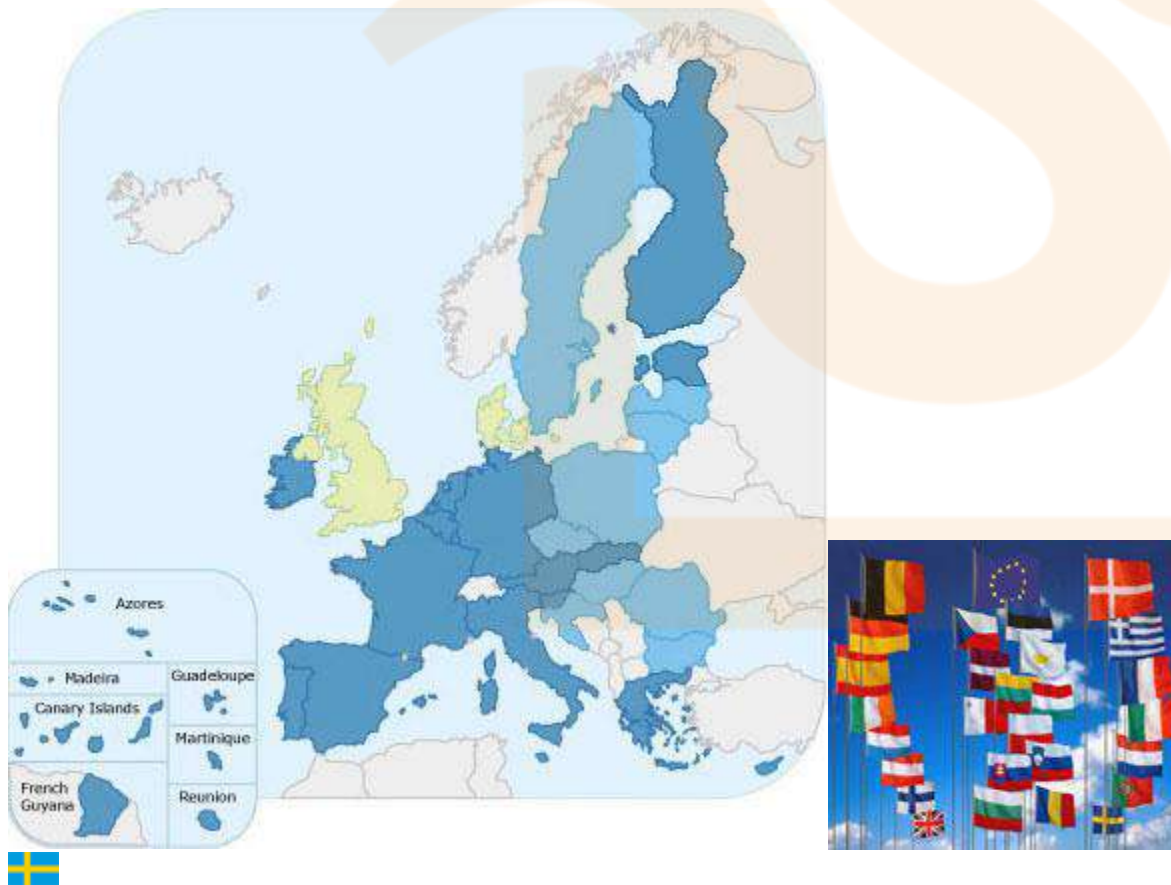 Azores
Madeira
Guadeloupe
Canary Islands
Martinique
French
Guyana
Reunion